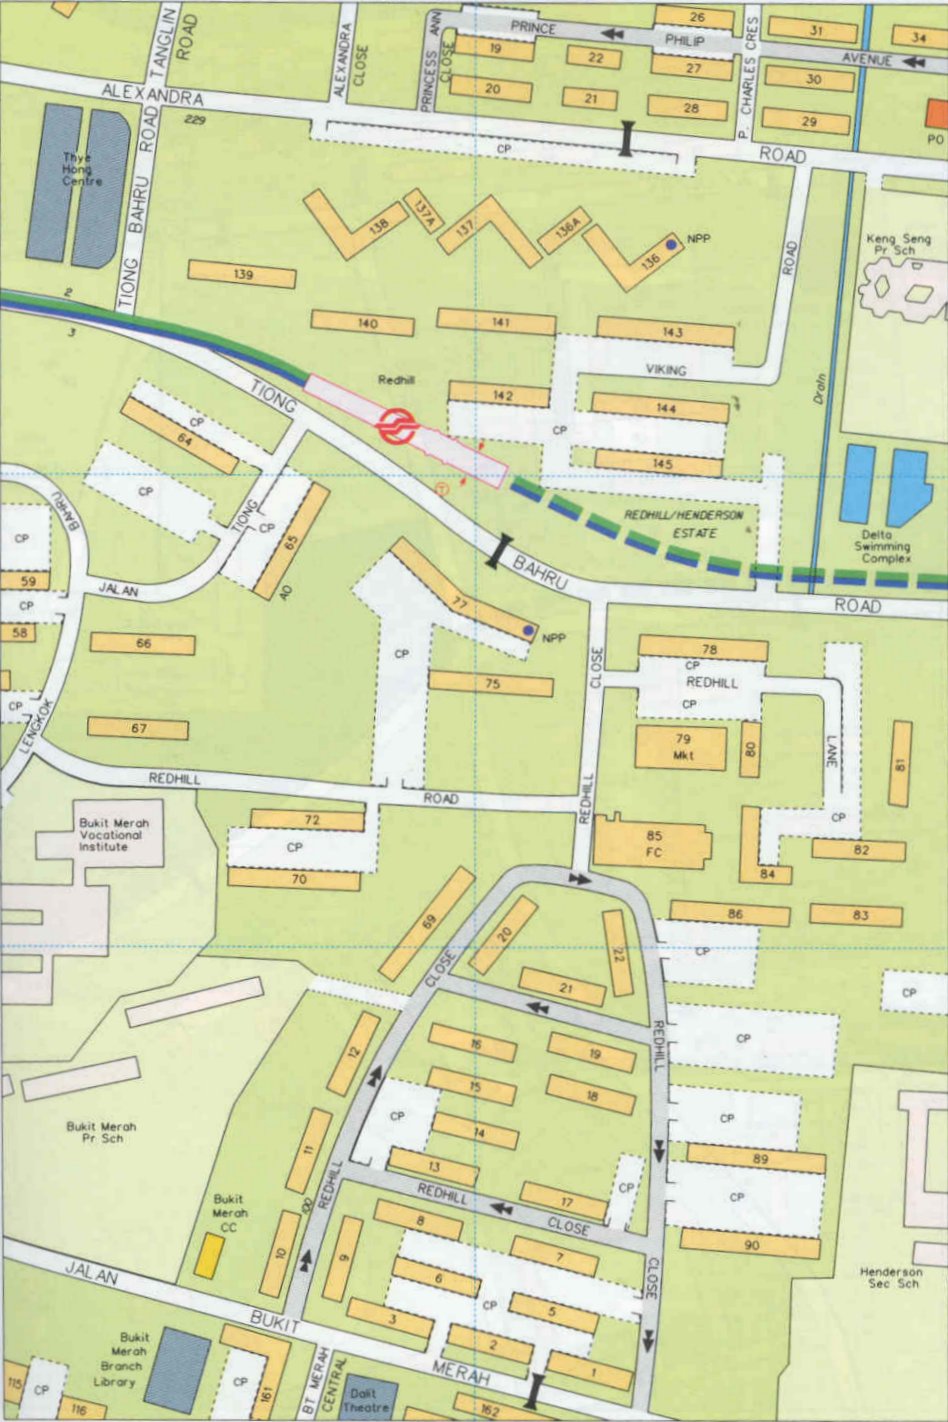 26
31
34
PRINCE
PHILIP
AVENUE
TANGLIN
ROAD
ALEXANDRA
CLOSE
PRINCESS ANN
CLOSE
P. CHARLES CRES
19
22
27
30
20
21
28
29
PO
ALEXANDRA
229
CP
ROAD
Thye
Hong
Centre
TIONG BAHRU ROAD
138
137A
137
136A
136
NPP
ROAD
Keng Seng
Pr Sch
139
2
3
140
141
143
VIKING
Redhill
142
144
CP
145
Drain
TIONG
CP
64
CP
T
REDHILL/HENDERSON
ESTATE
Delta
Swimming
Complex
BAHRU
TIONG
CP
65
AO
CP
59
CP
58
JALAN
BAHRU
ROAD
77
NPP
66
CP
75
CLOSE
78
CP
REDHILL
CP
CP
LENGKOK
67
79
Mkt
80
LANE
81
REDHILL
ROAD
REDHILL
Bukit Merah
Vocational
Institute
72
CP
70
85
FC
CP
84
82
69
20
22
86
83
CLOSE
CP
21
CP
REDHILL
12
16
19
CP
15
18
CP
CP
14
11
13
89
Bukit Merah
Pr Sch
REDHILL
REDHILL
17
CP
CP
CLOSE
100
Bukit
Merah
CC
8
90
10
9
7
6
CLOSE
Henderson
Sec Sch
JALAN
CP
5
3
BUKIT
2
1
MERAH
Bukit
Merah
Branch
Library
BT MERAH
CENTRAL
115
CP
116
CP
161
Dalit
Theatre
162